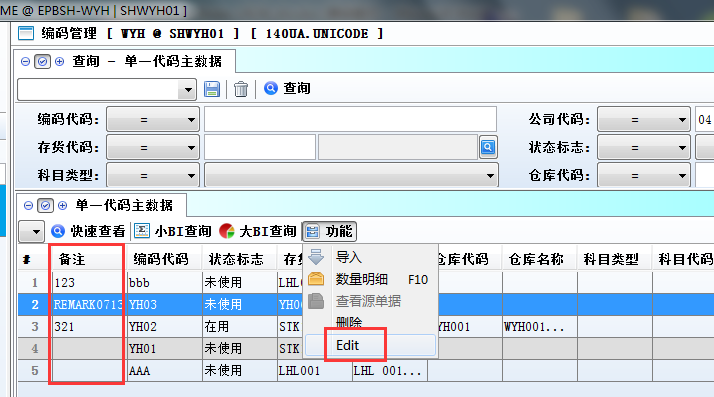 ME @ EPBSH-WYH | SHWYH01 ]
编码管理 [ WYH @ SHWYH01 ] [ 140UA.UNICODE ]
查询 - 单一代码主数据
查询
编码代码: = 公司代码: = 04
存货代码: = 状态标志: =
科目类型: = 仓库代码: =
单一代码主数据
快速查看 小BI查询 大BI查询 功能
# 备注 编码代码 状态标志 存 仓库代码 仓库名称 科目类型 科目代码
1 123 bbb 未使用 LHL
2 REMARK0713 YH03 未使用 YH0
3 321 YH02 在用 STK YH001 WYH001...
4 YH01 未使用 STK
5 AAA 未使用 LHL001 LHL 001...
导入
数量明细 F10
查看源单据
删除
Edit